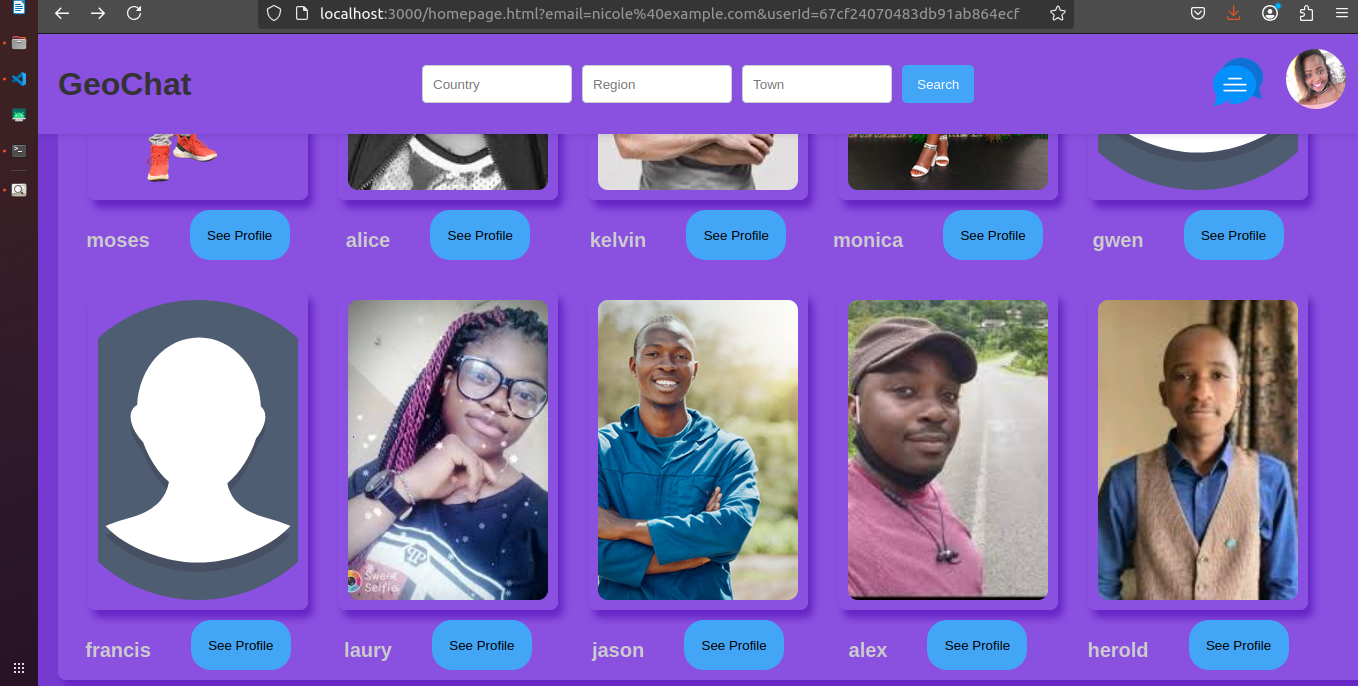 localhost:3000/homepage.html?email=nicole%40example.com&userId=67cf24070483db91ab864ecf
GeoChat
Country
Region
Town
Search
moses
See Profile
alice
See Profile
kelvin
See Profile
monica
See Profile
gwen
See Profile
Sweet
Selfie
francis
See Profile
laury
See Profile
jason
See Profile
alex
See Profile
herold
See Profile